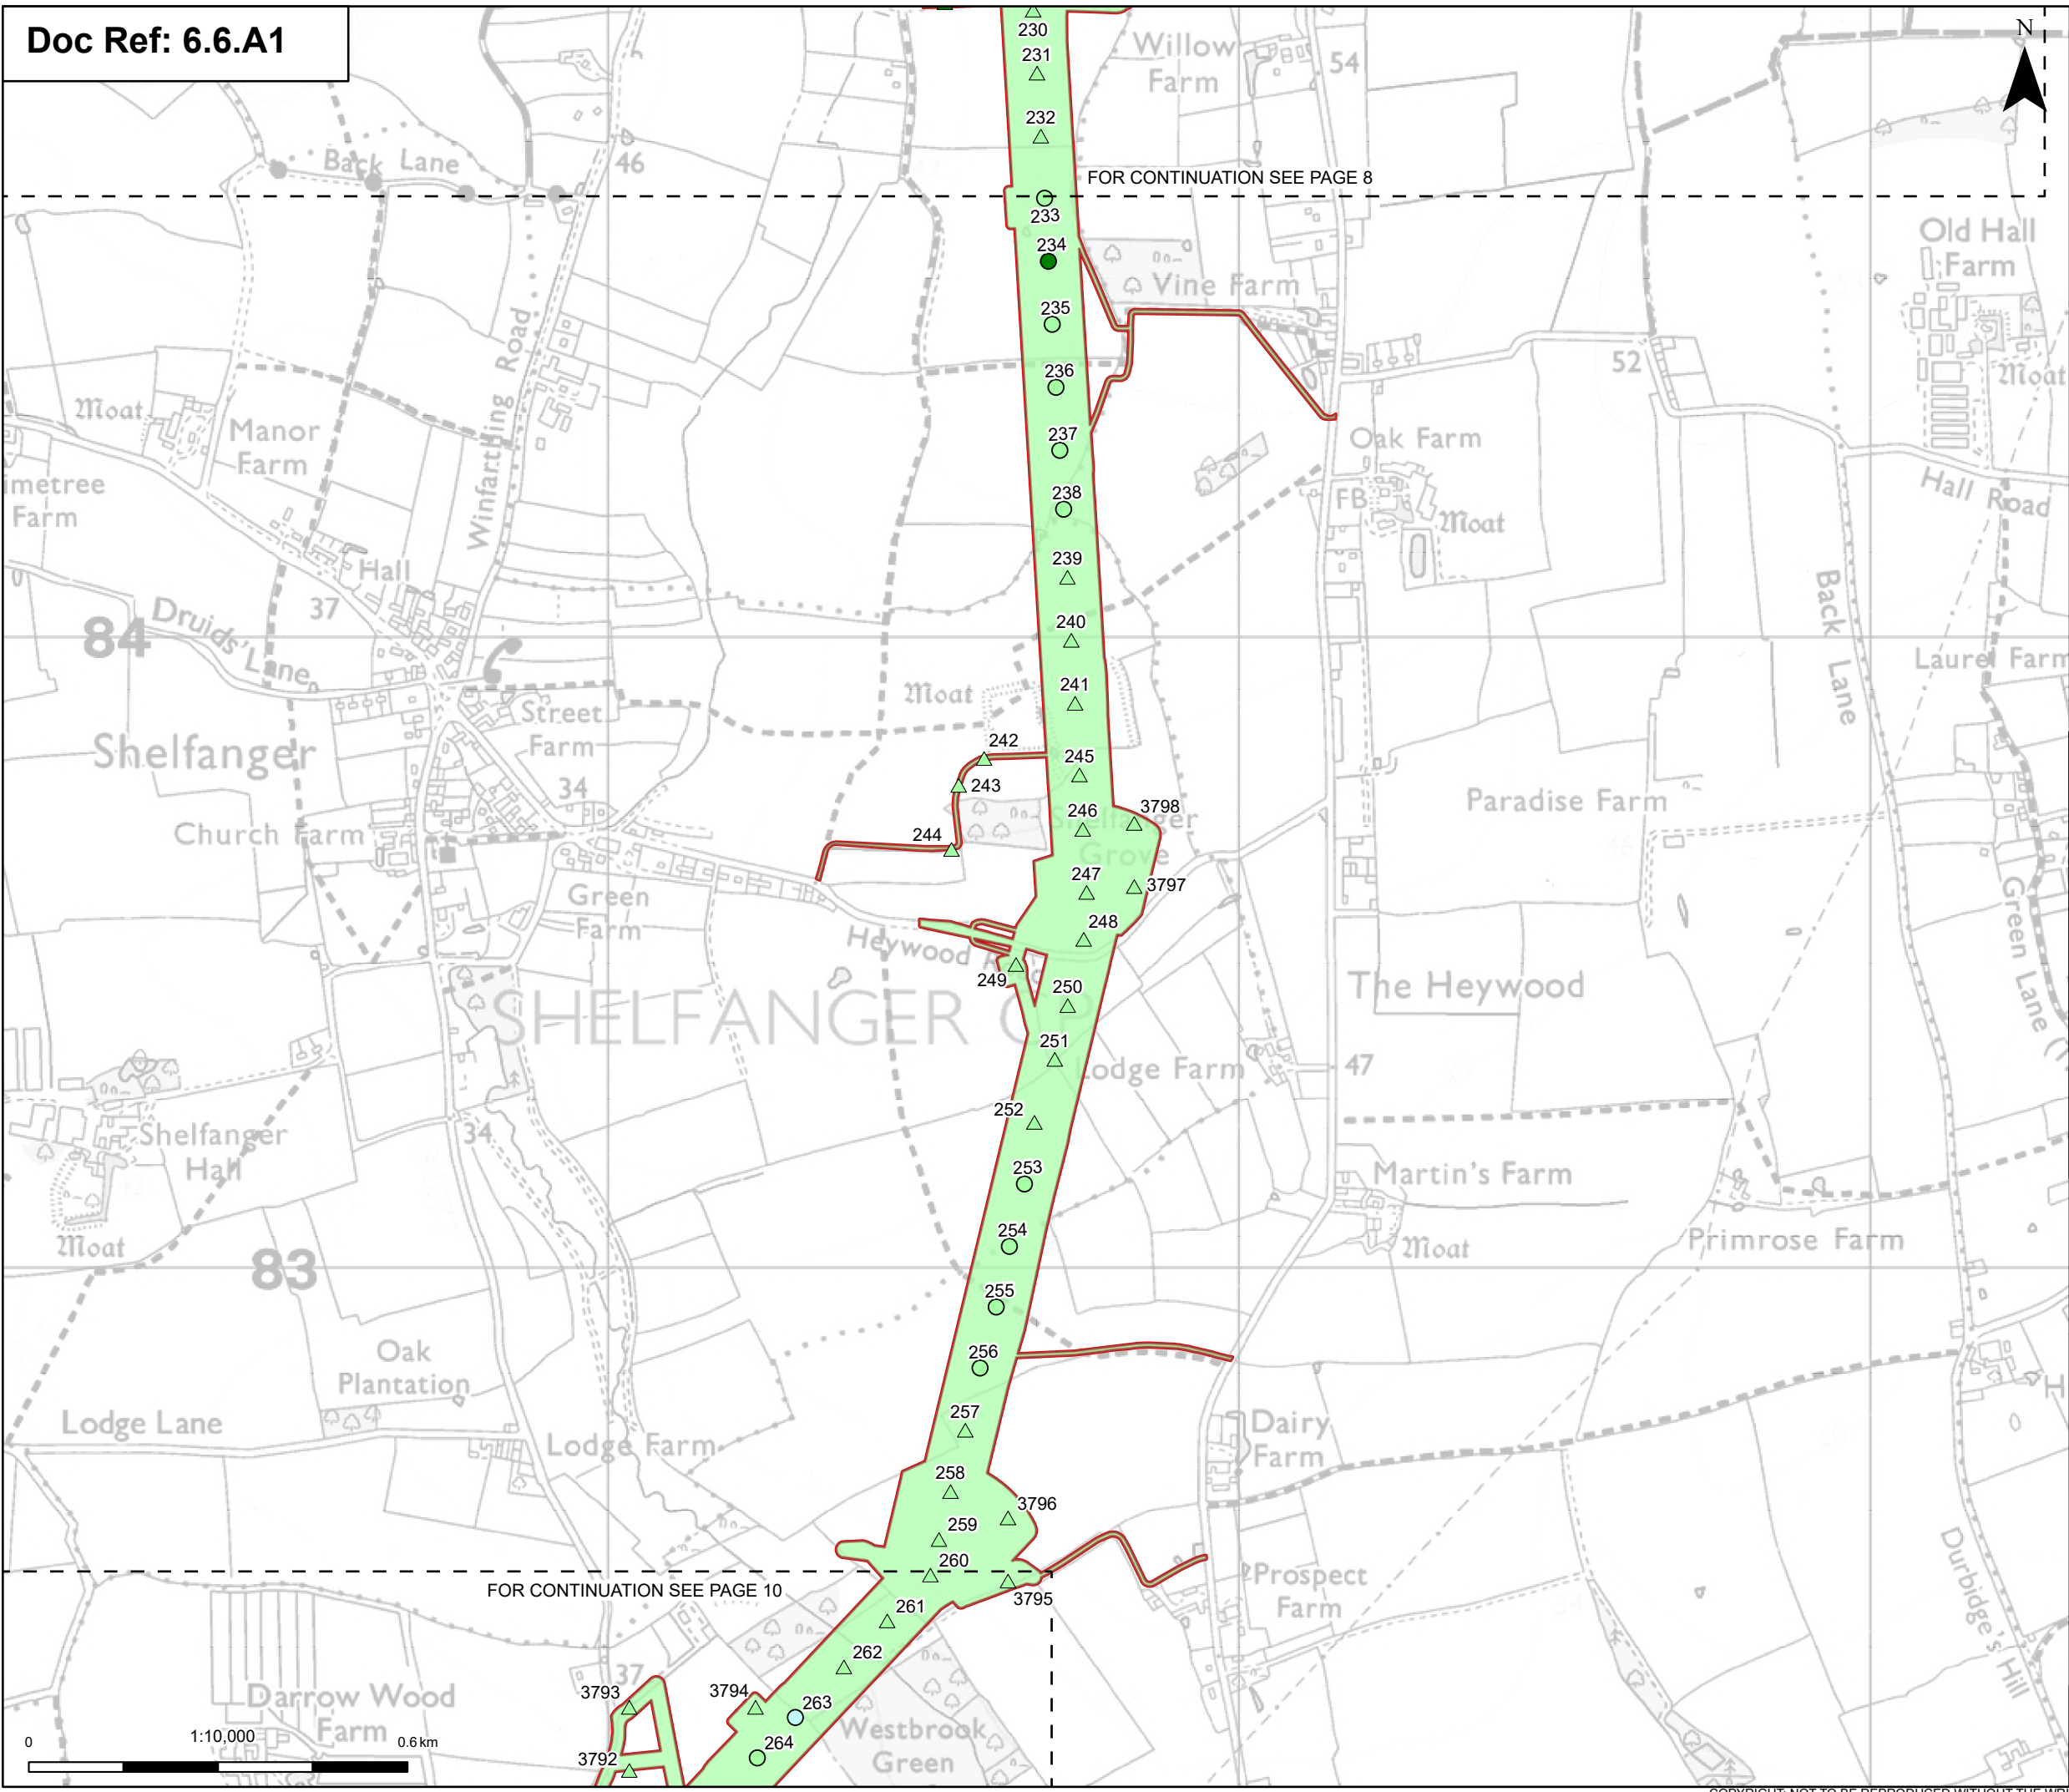 Doc Ref: 6.6.A1
N
230
Willow
Farm
54
231
232
Back Lane
46
FOR CONTINUATION SEE PAGE 8
233
234
Old Hall
Farm
Vine Farm
235
Winfarthing Road
52
236
Moat
Moat
Manor
Farm
237
Oak Farm
imetree
Farm
238
FB
Moat
Hall Road
239
Hall
37
Back Lane
Druids' Lane
84
240
Laurel Farm
241
Moat
Street
Farm
Shelfanger
242
243
245
34
Paradise Farm
246
3798
Shelfanger
Grove
Church Farm
244
247
3797
Green
Farm
248
Green Lane
Heywood R
249
250
The Heywood
SHELFANGER CP
251
Lodge Farm
47
252
Shelfanger
Hall
34
253
Martin's Farm
254
Moat
Moat
Primrose Farm
83
255
256
Oak
Plantation
257
Lodge Lane
Dairy
Farm
Lodge Farm
258
3796
259
260
Durbidge's Hill
FOR CONTINUATION SEE PAGE 10
3795
Prospect
Farm
261
262
37
3793
3794
263
Darrow Wood
Farm
Westbrook
Green
264
3792
0
1:10,000
0.6 km